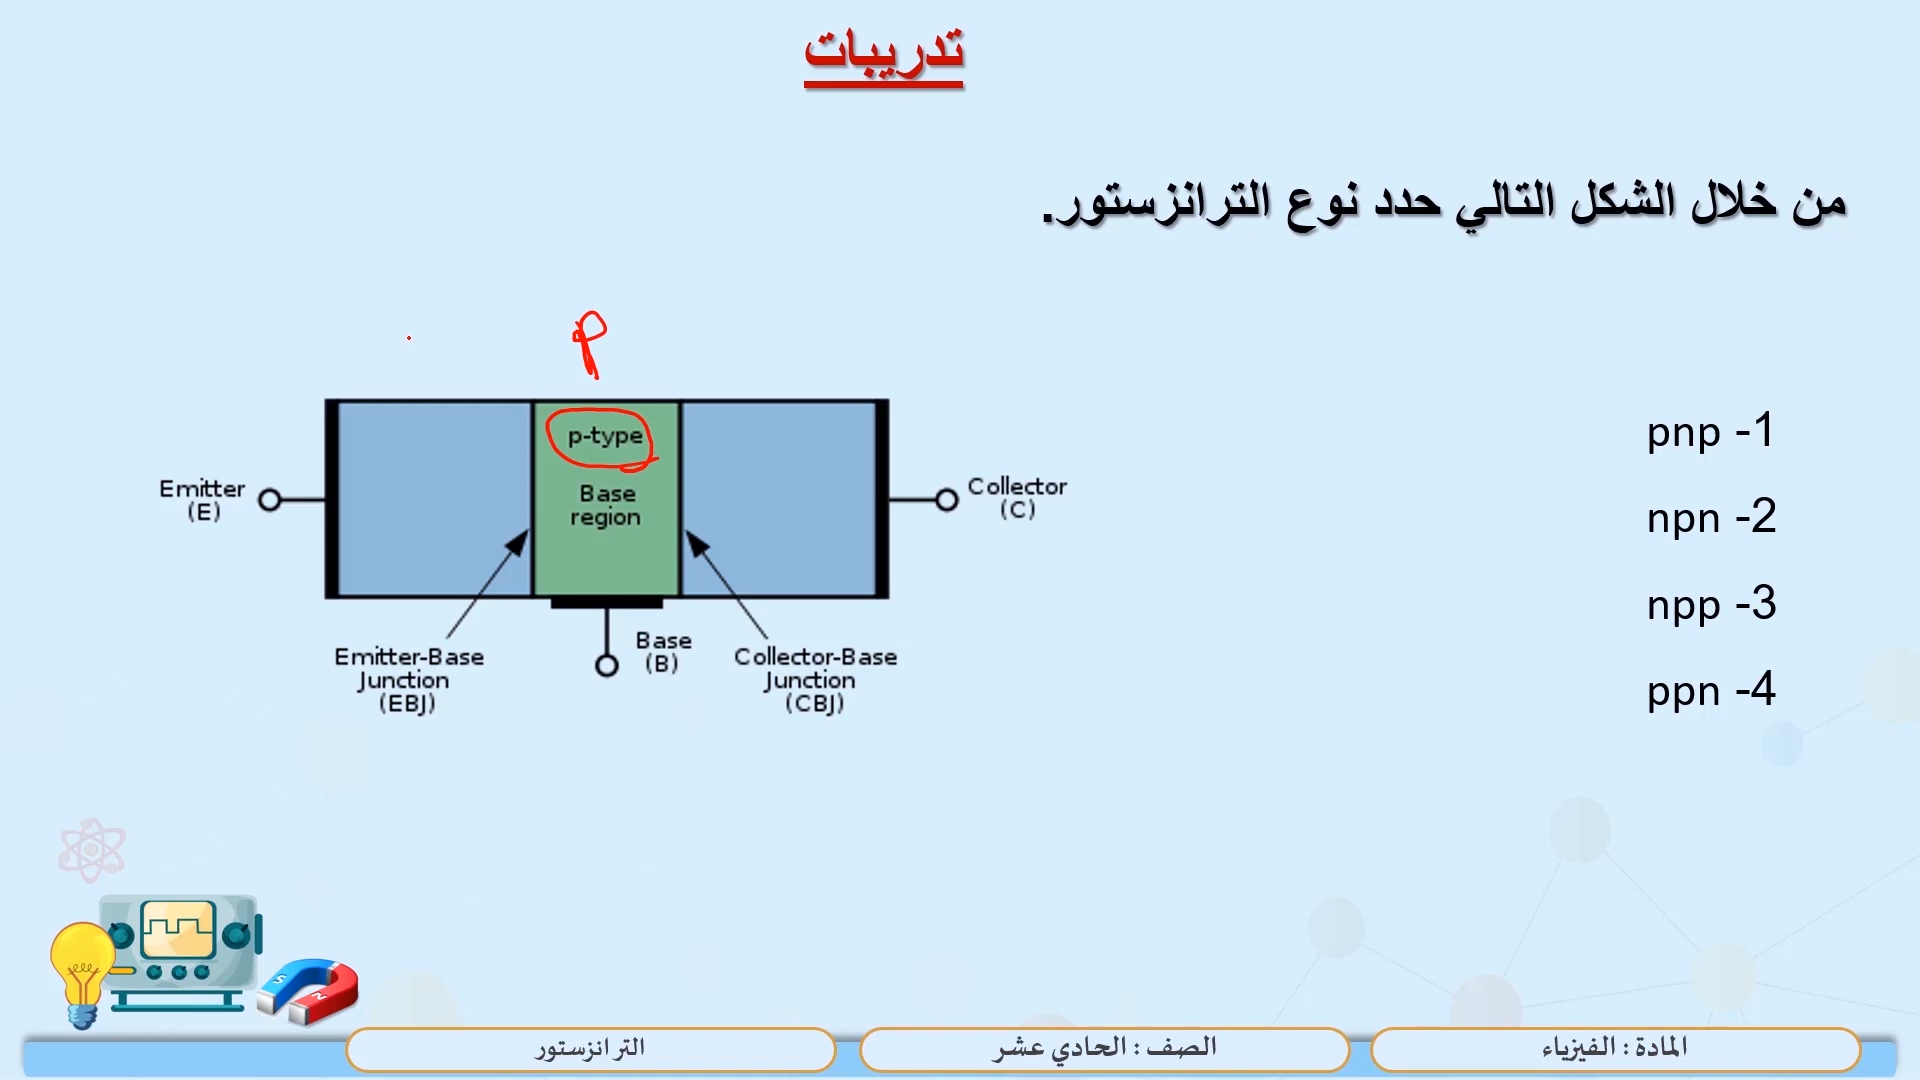 تدريبات
من خلال الشكل التالي حدد نوع الترانزستور.
p
p-type
Base
region
Emitter
(E)
Collector
(C)
Base
(B)
Emitter-Base
Junction
(EBJ)
Collector-Base
Junction
(CBJ)
1- pnp
2- npn
3- npp
4- ppn
S
N
المادة : الفيزياء
الصف : الحادي عشر
الترانزستور